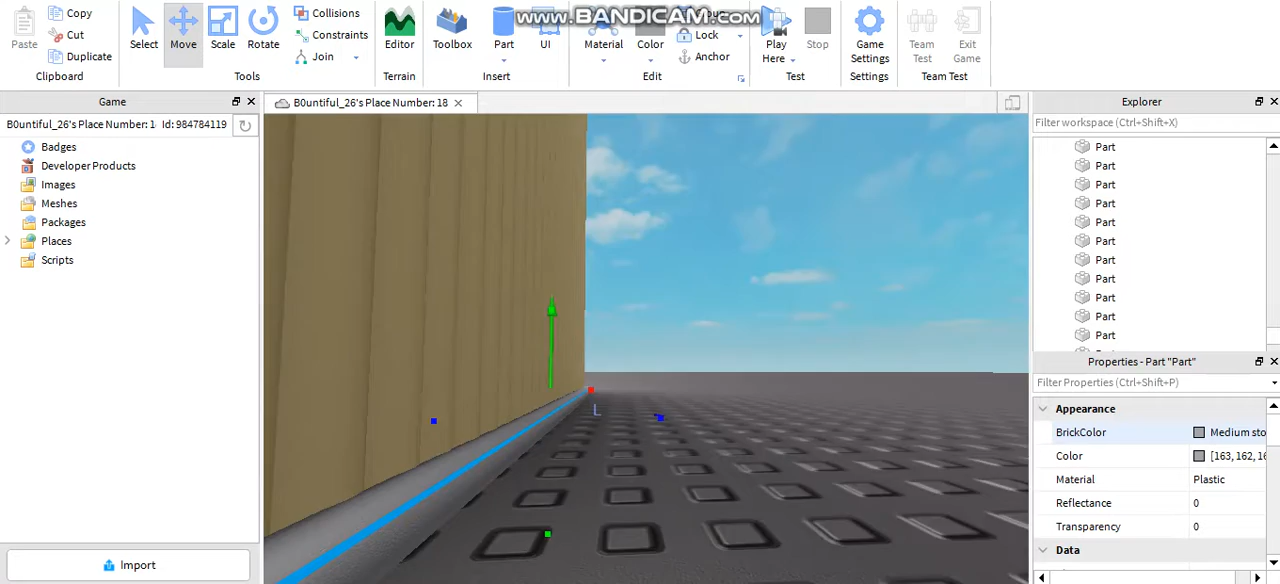 www.BANDICAM.com
Paste
Copy
Cut
Duplicate
Clipboard
Select
Move
Scale
Rotate
Collisions
Constraints
Join
Tools
Editor
Terrain
Toolbox
Part
UI
Insert
Material
Color
Lock
Anchor
Edit
Play
Here
Stop
Test
Game
Settings
Settings
Team
Test
Exit
Game
Team Test
Game
B0untiful_26's Place Number: 1 Id: 984784119
Badges
Developer Products
Images
Meshes
Packages
Places
Scripts
Import
B0untiful_26's Place Number: 18
L
Explorer
Filter workspace (Ctrl+Shift+X)
Part
Part
Part
Part
Part
Part
Part
Part
Part
Part
Part
Properties - Part "Part"
Filter Properties (Ctrl+Shift+P)
Appearance
BrickColor Medium sto
Color [163, 162, 16
Material Plastic
Reflectance 0
Transparency 0
Data